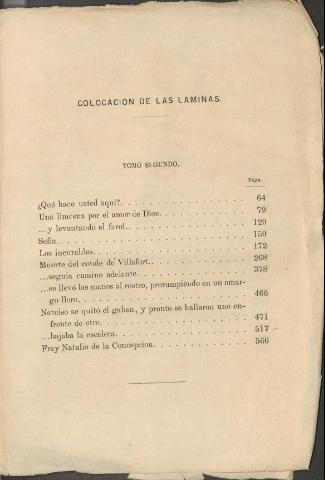 COLOCACION DE LAS LAMINAS.
TOMO SEGUNDO.
Págs.
¿Qué hace usted aquí?. . . . . . . . . . . . . . . . 64
Una limosna por el amor de Dios. . . . . . . . . . . . 79
...y levantando el farol.. . . . . . . . . . . . . . . 129
Sofía.. . . . . . . . . . . . . . . . . . . . . . 150
Los incurables. . . . . . . . . . . . . . . . . . . 172
Muerte del conde de Villafort.. . . . . . . . . . . . . 268
...seguia camino adelante. . . . . . . . . . . . . . . 378
...se llevó las manos al rostro, prorumpiendo en un amar-
go lloro. . . . . . . . . . . . . . . . . . . . 466
Narciso se quitó el gaban, y pronto se hallaron uno en-
frente de otro. . . . . . . . . . . . . . . . . . 471
...bajaba la escalera. . . . . . . . . . . . . . . . . 517
Fray Natalio de la Concepcion. . . . . . . . . . . . . 566